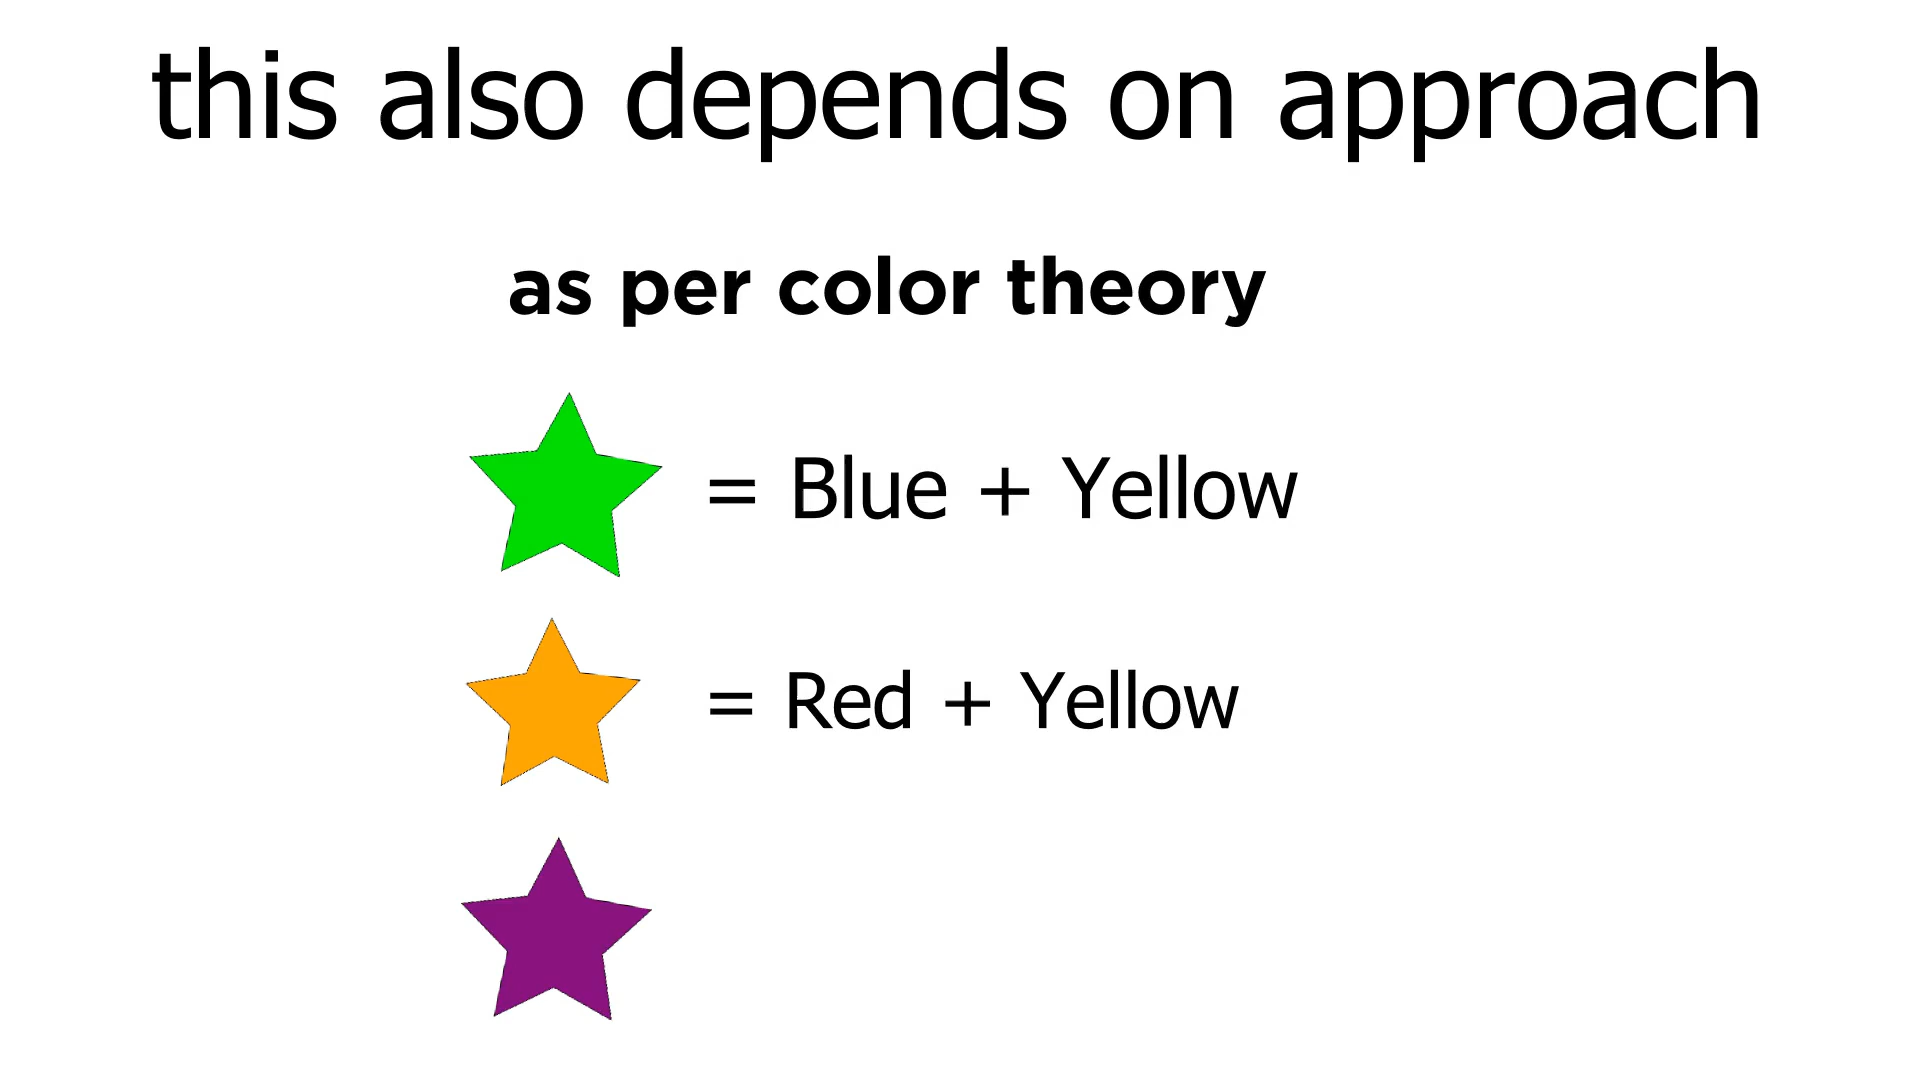 this also depends on approach
as per color theory
= Blue + Yellow
= Red + Yellow